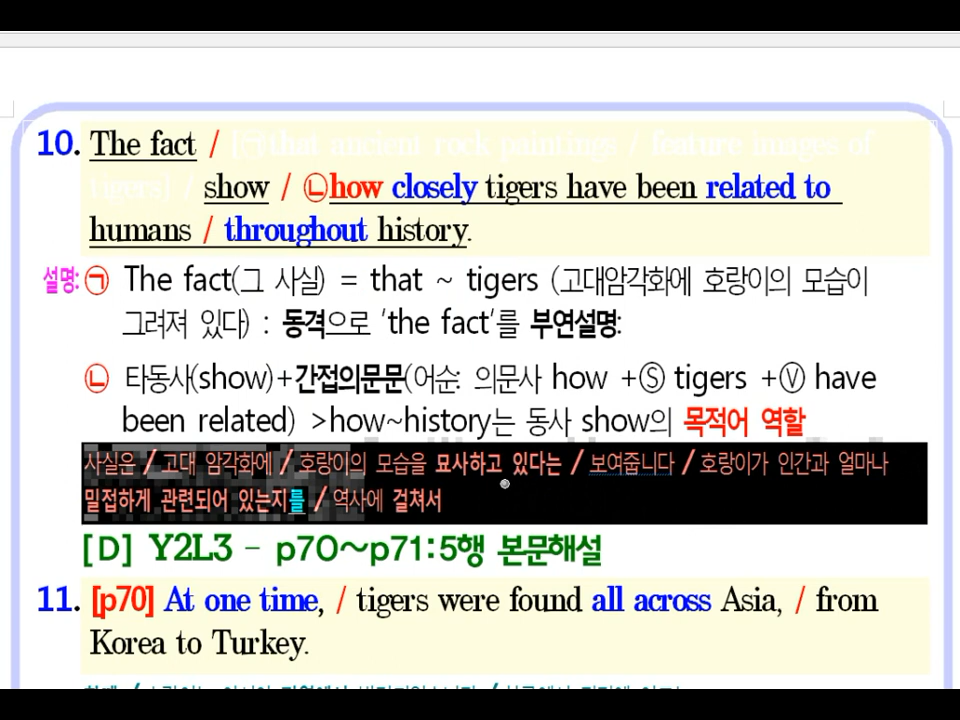 10. The fact / [㉠that ancient rock paintings / feature images of
tigers] / show / ㉡how closely tigers have been related to
humans / throughout history.
설명: ㉠ The fact(그 사실) = that ~ tigers (고대암각화에 호랑이의 모습이
그려져 있다) : 동격으로 'the fact'를 부연설명:
㉡ 타동사(show)+간접의문문(어순: 의문사 how +Ⓢ tigers +Ⓥ have
been related) >how~history는 동사 show의 목적어 역할
사실은 / 고대 암각화에 / 호랑이의 모습을 묘사하고 있다는 / 보여줍니다 / 호랑이가 인간과 얼마나
밀접하게 관련되어 있는지를 / 역사에 걸쳐서
[D] Y2L3 - p70~p71:5행 본문해설
11. [p70] At one time, / tigers were found all across Asia, / from
Korea to Turkey.